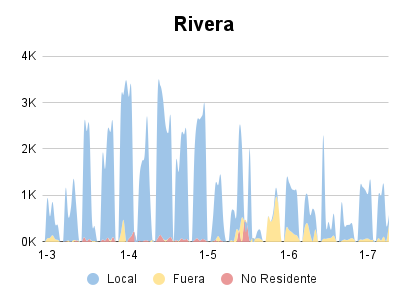 Rivera
4K
3K
2K
1K
0K
1-3 1-4 1-5 1-6 1-7
Local Fuera No Residente